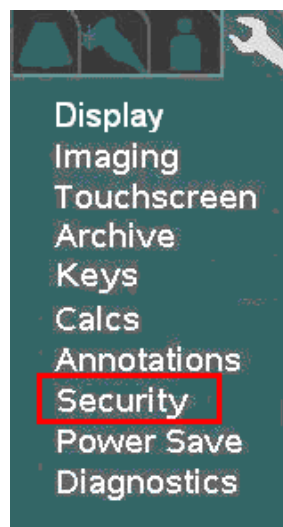 Display
Imaging
Touchscreen
Archive
Keys
Calcs
Annotations
Security
Power Save
Diagnostics